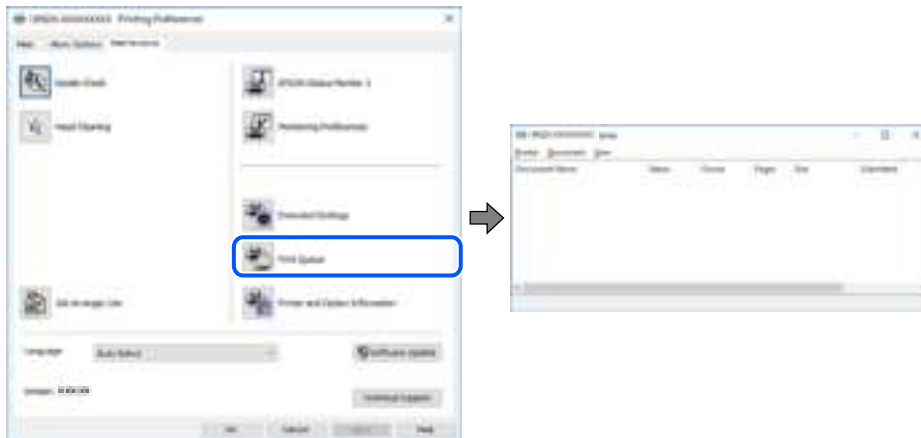 EPSON XXXXXXXX Printing Preferences
Main More Options Maintenance
Nozzle Check
EPSON Status Monitor 3
Head Cleaning
Monitoring Preferences
Extended Settings
Print Queue
Job Arranger Lite
Printer and Option Information
Language
Auto Select
Software Update
Technical Support
OK
Cancel
Help
Printer Document View
Document Name
Status
Owner
Pages
Size
Submitted